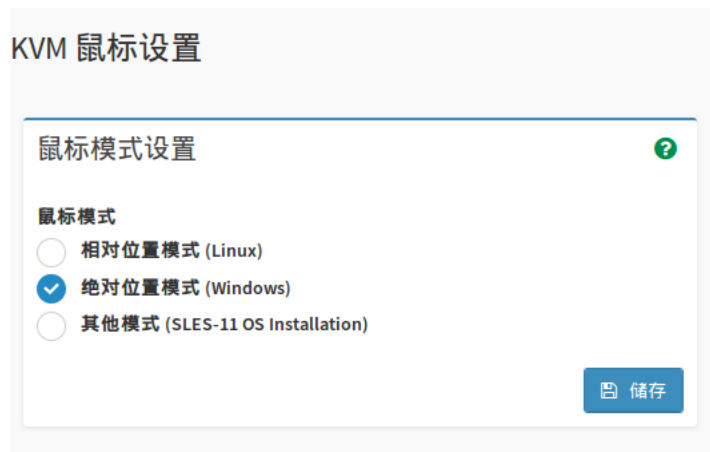 KVM 鼠标设置
鼠标模式设置
鼠标模式
相对位置模式 (Linux)
绝对位置模式 (Windows)
其他模式 (SLES-11 OS Installation)
储存